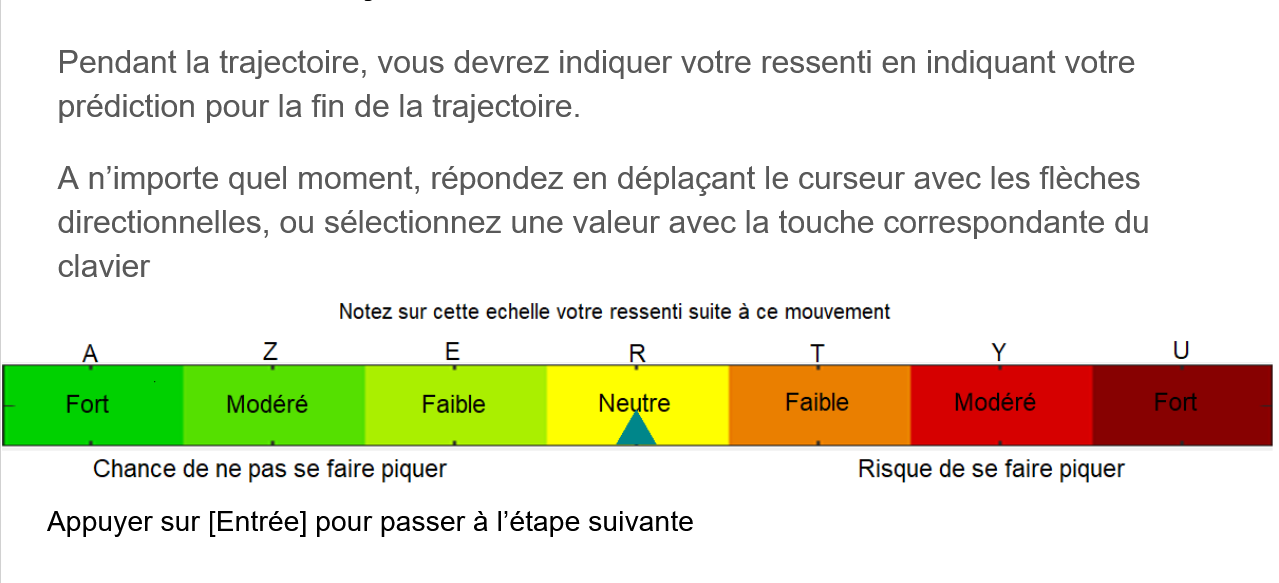 Pendant la trajectoire, vous devrez indiquer votre ressenti en indiquant votre
prédiction pour la fin de la trajectoire.
A n’importe quel moment, répondez en déplaçant le curseur avec les flèches
directionnelles, ou sélectionnez une valeur avec la touche correspondante du
clavier
Notez sur cette echelle votre ressenti suite à ce mouvement
A Z E R T Y U
Fort Modéré Faible Neutre Faible Modéré Fort
Chance de ne pas se faire piquer Risque de se faire piquer
Appuyer sur [Entrée] pour passer à l’étape suivante